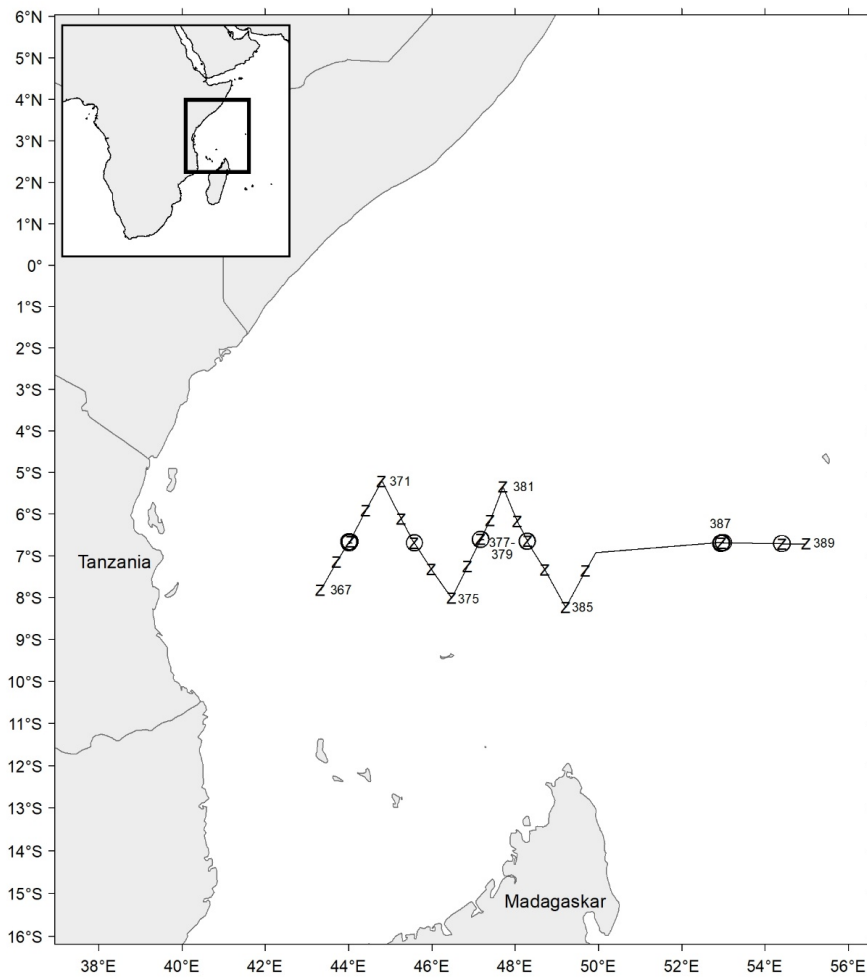 6°N
5°N
4°N
3°N
2°N
1°N
0°
1°S
2°S
3°S
4°S
5°S
6°S
7°S
8°S
9°S
10°S
11°S
12°S
13°S
14°S
15°S
16°S
Z 371
Z
Z
Z
Z
Z
Z
Z 367
Z 381
Z
Z
Z
Z
Z
Z
Z
Z 375
377-
379
Z
Z 385
387
Z
Z
Z 389
Tanzania
Madagaskar
38°E
40°E
42°E
44°E
46°E
48°E
50°E
52°E
54°E
56°E